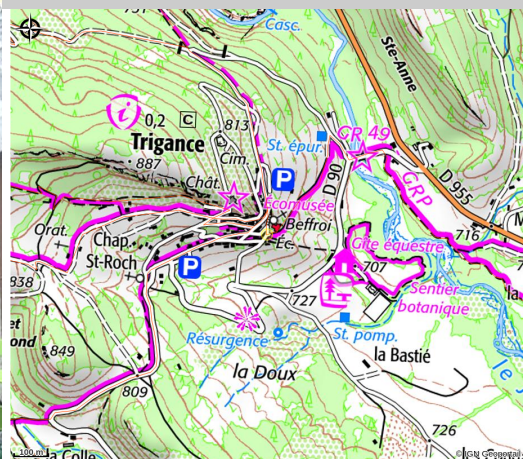 Casc.
Ste-Anne
0,2 C
813
Trigance
St. épur.
CR 49
Cim.
887
Chât.
P
D 90
GRP
D 955
Ecomusée
Beffroi
Orat.
Chap.
St-Roch
Éc.
Gîte équestre
716
P
707
838
727
Sentier
botanique
Résurgence
St. pomp.
849
la Doux
la Bastié
809
726
la Colle
100 m
© IGN Geoportail